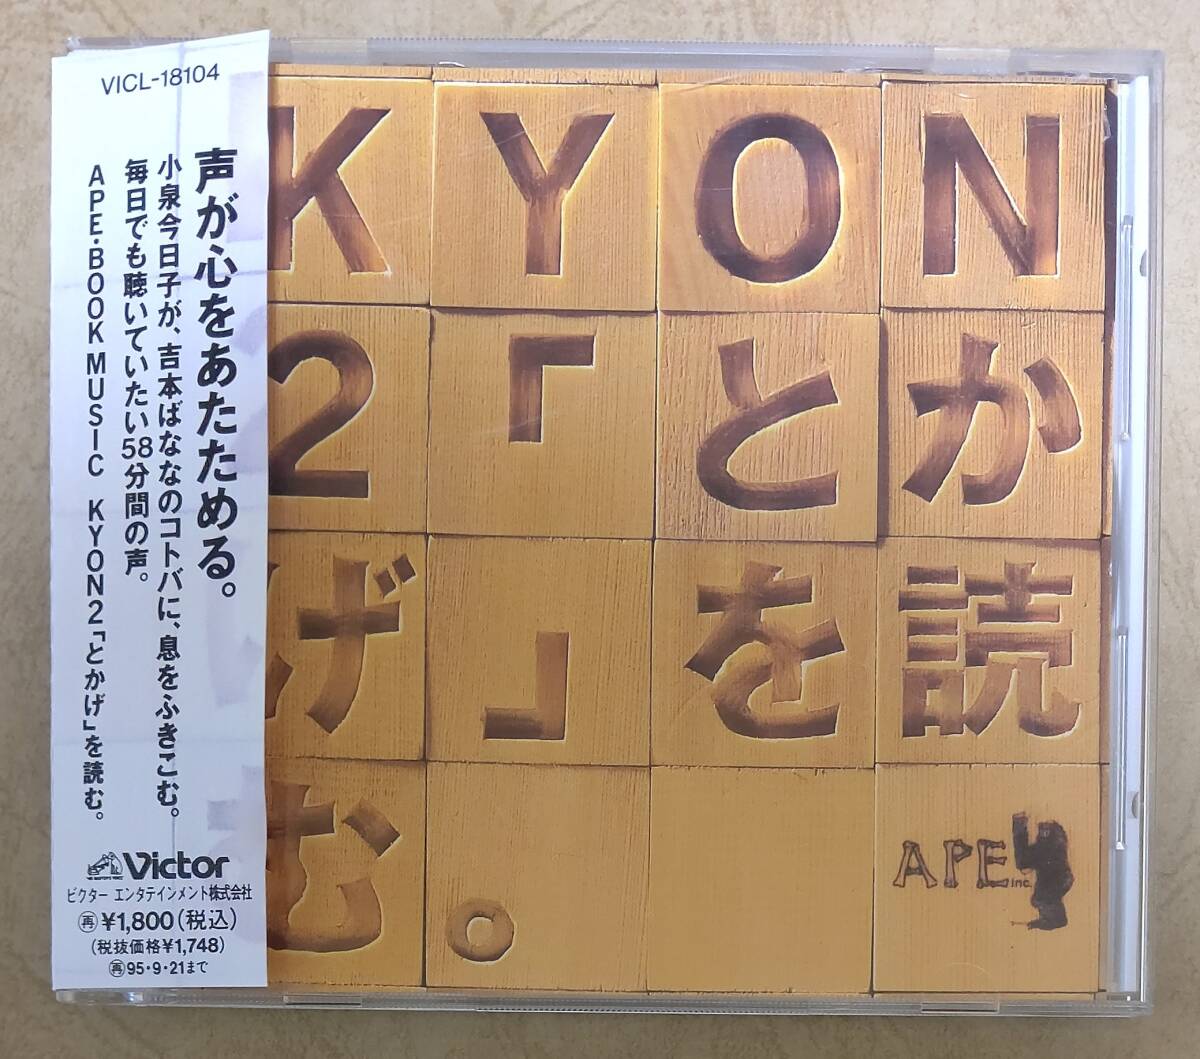 VICL-18104
声が心をあたためる。
小泉今日子が、吉本ばななのコトバに、息をふきこむ。
毎日でも聴いていたい58分間の声。
APE・BOOK MUSIC KYON2「とかげ」を読む。
Victor
ビクター エンタテインメント株式会社
再¥1,800(税込)
(税抜価格¥1,748)
再95・9・21まで
KYON
2「とか
げ」を読
む。
APE inc.